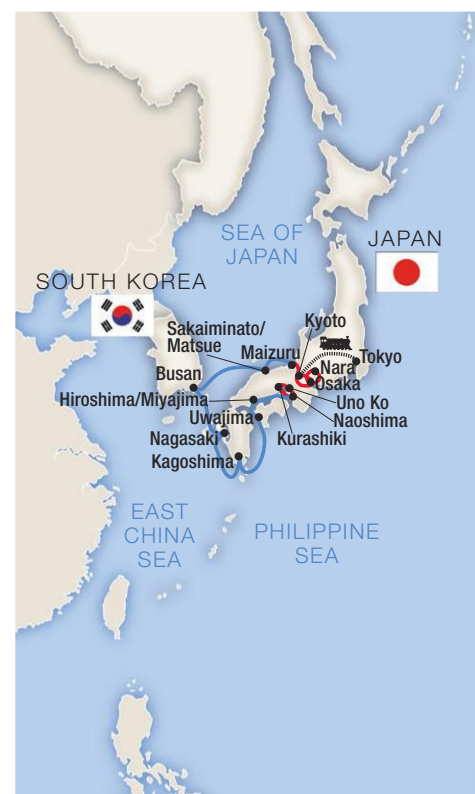 SEA OF
JAPAN
JAPAN
SOUTH KOREA
Sakaiminato/
Matsue
Kyoto
Maizuru
Tokyo
Busan
Nara
Osaka
Hiroshima/Miyajima
Uno Ko
Uwajima
Naoshima
Nagasaki
Kurashiki
Kagoshima
EAST
CHINA
SEA
PHILIPPINE
SEA